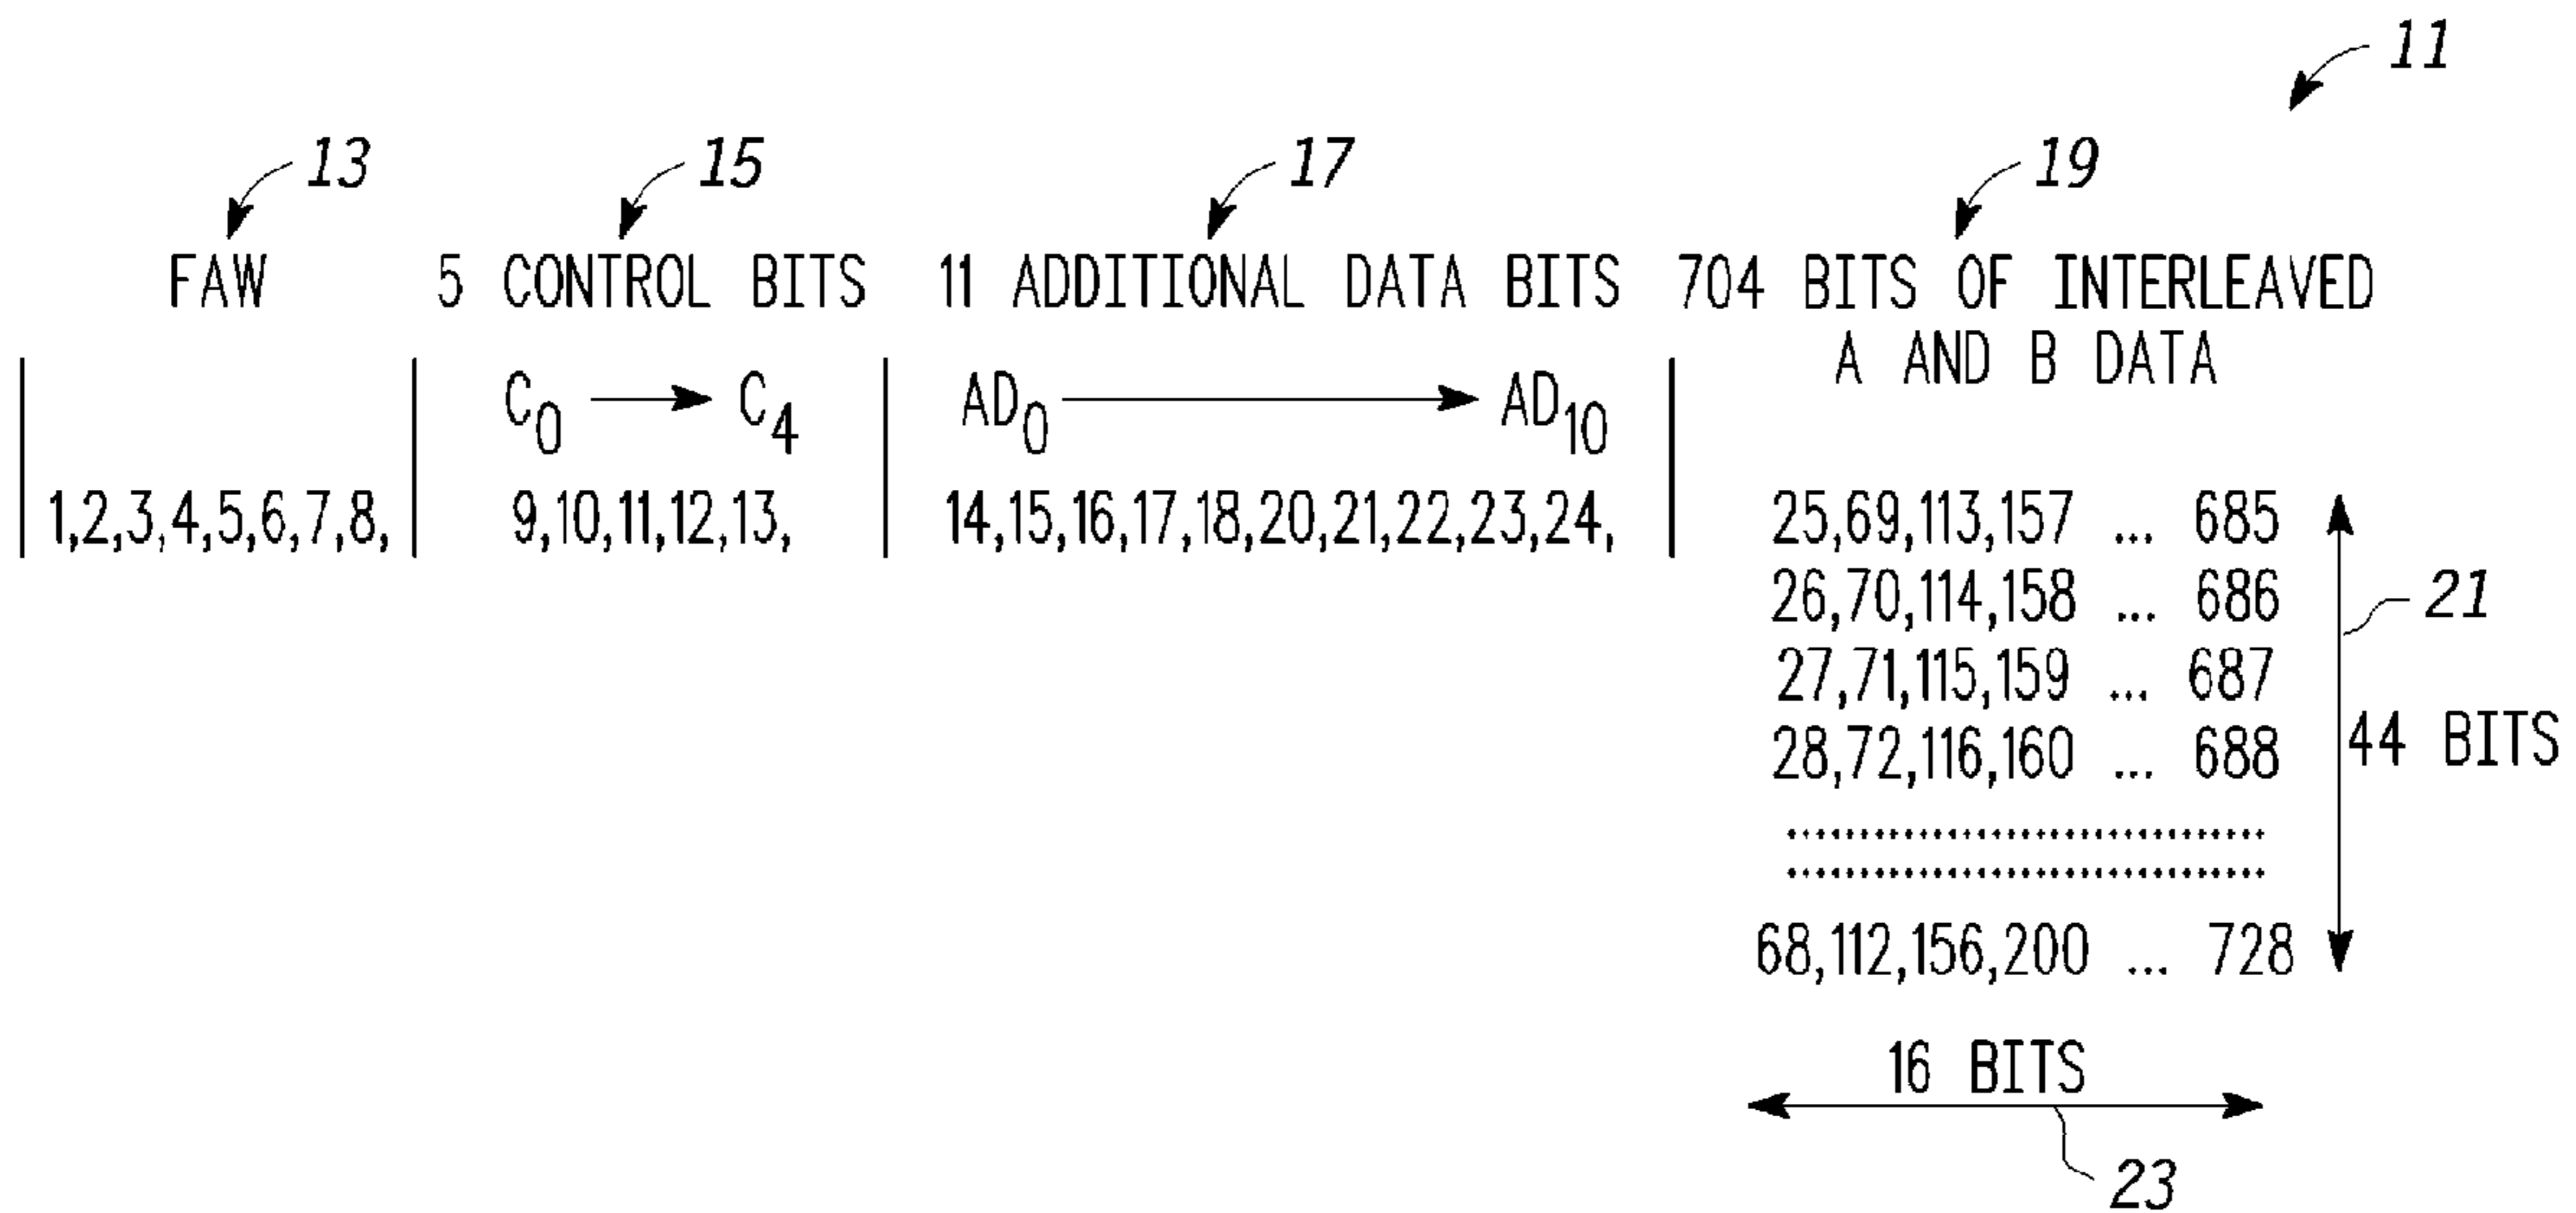 11
13 15 17 19
FAW 5 CONTROL BITS 11 ADDITIONAL DATA BITS 704 BITS OF INTERLEAVED
A AND B DATA
C0 C4 AD0 AD10
1,2,3,4,5,6,7,8, 9,10,11,12,13, 14,15,16,17,18,20,21,22,23,24, 25,69,113,157 ... 685
26,70,114,158 ... 686
21
27,71,115,159 ... 687
28,72,116,160 ... 688
44 BITS
68,112,156,200 ... 728
16 BITS
23